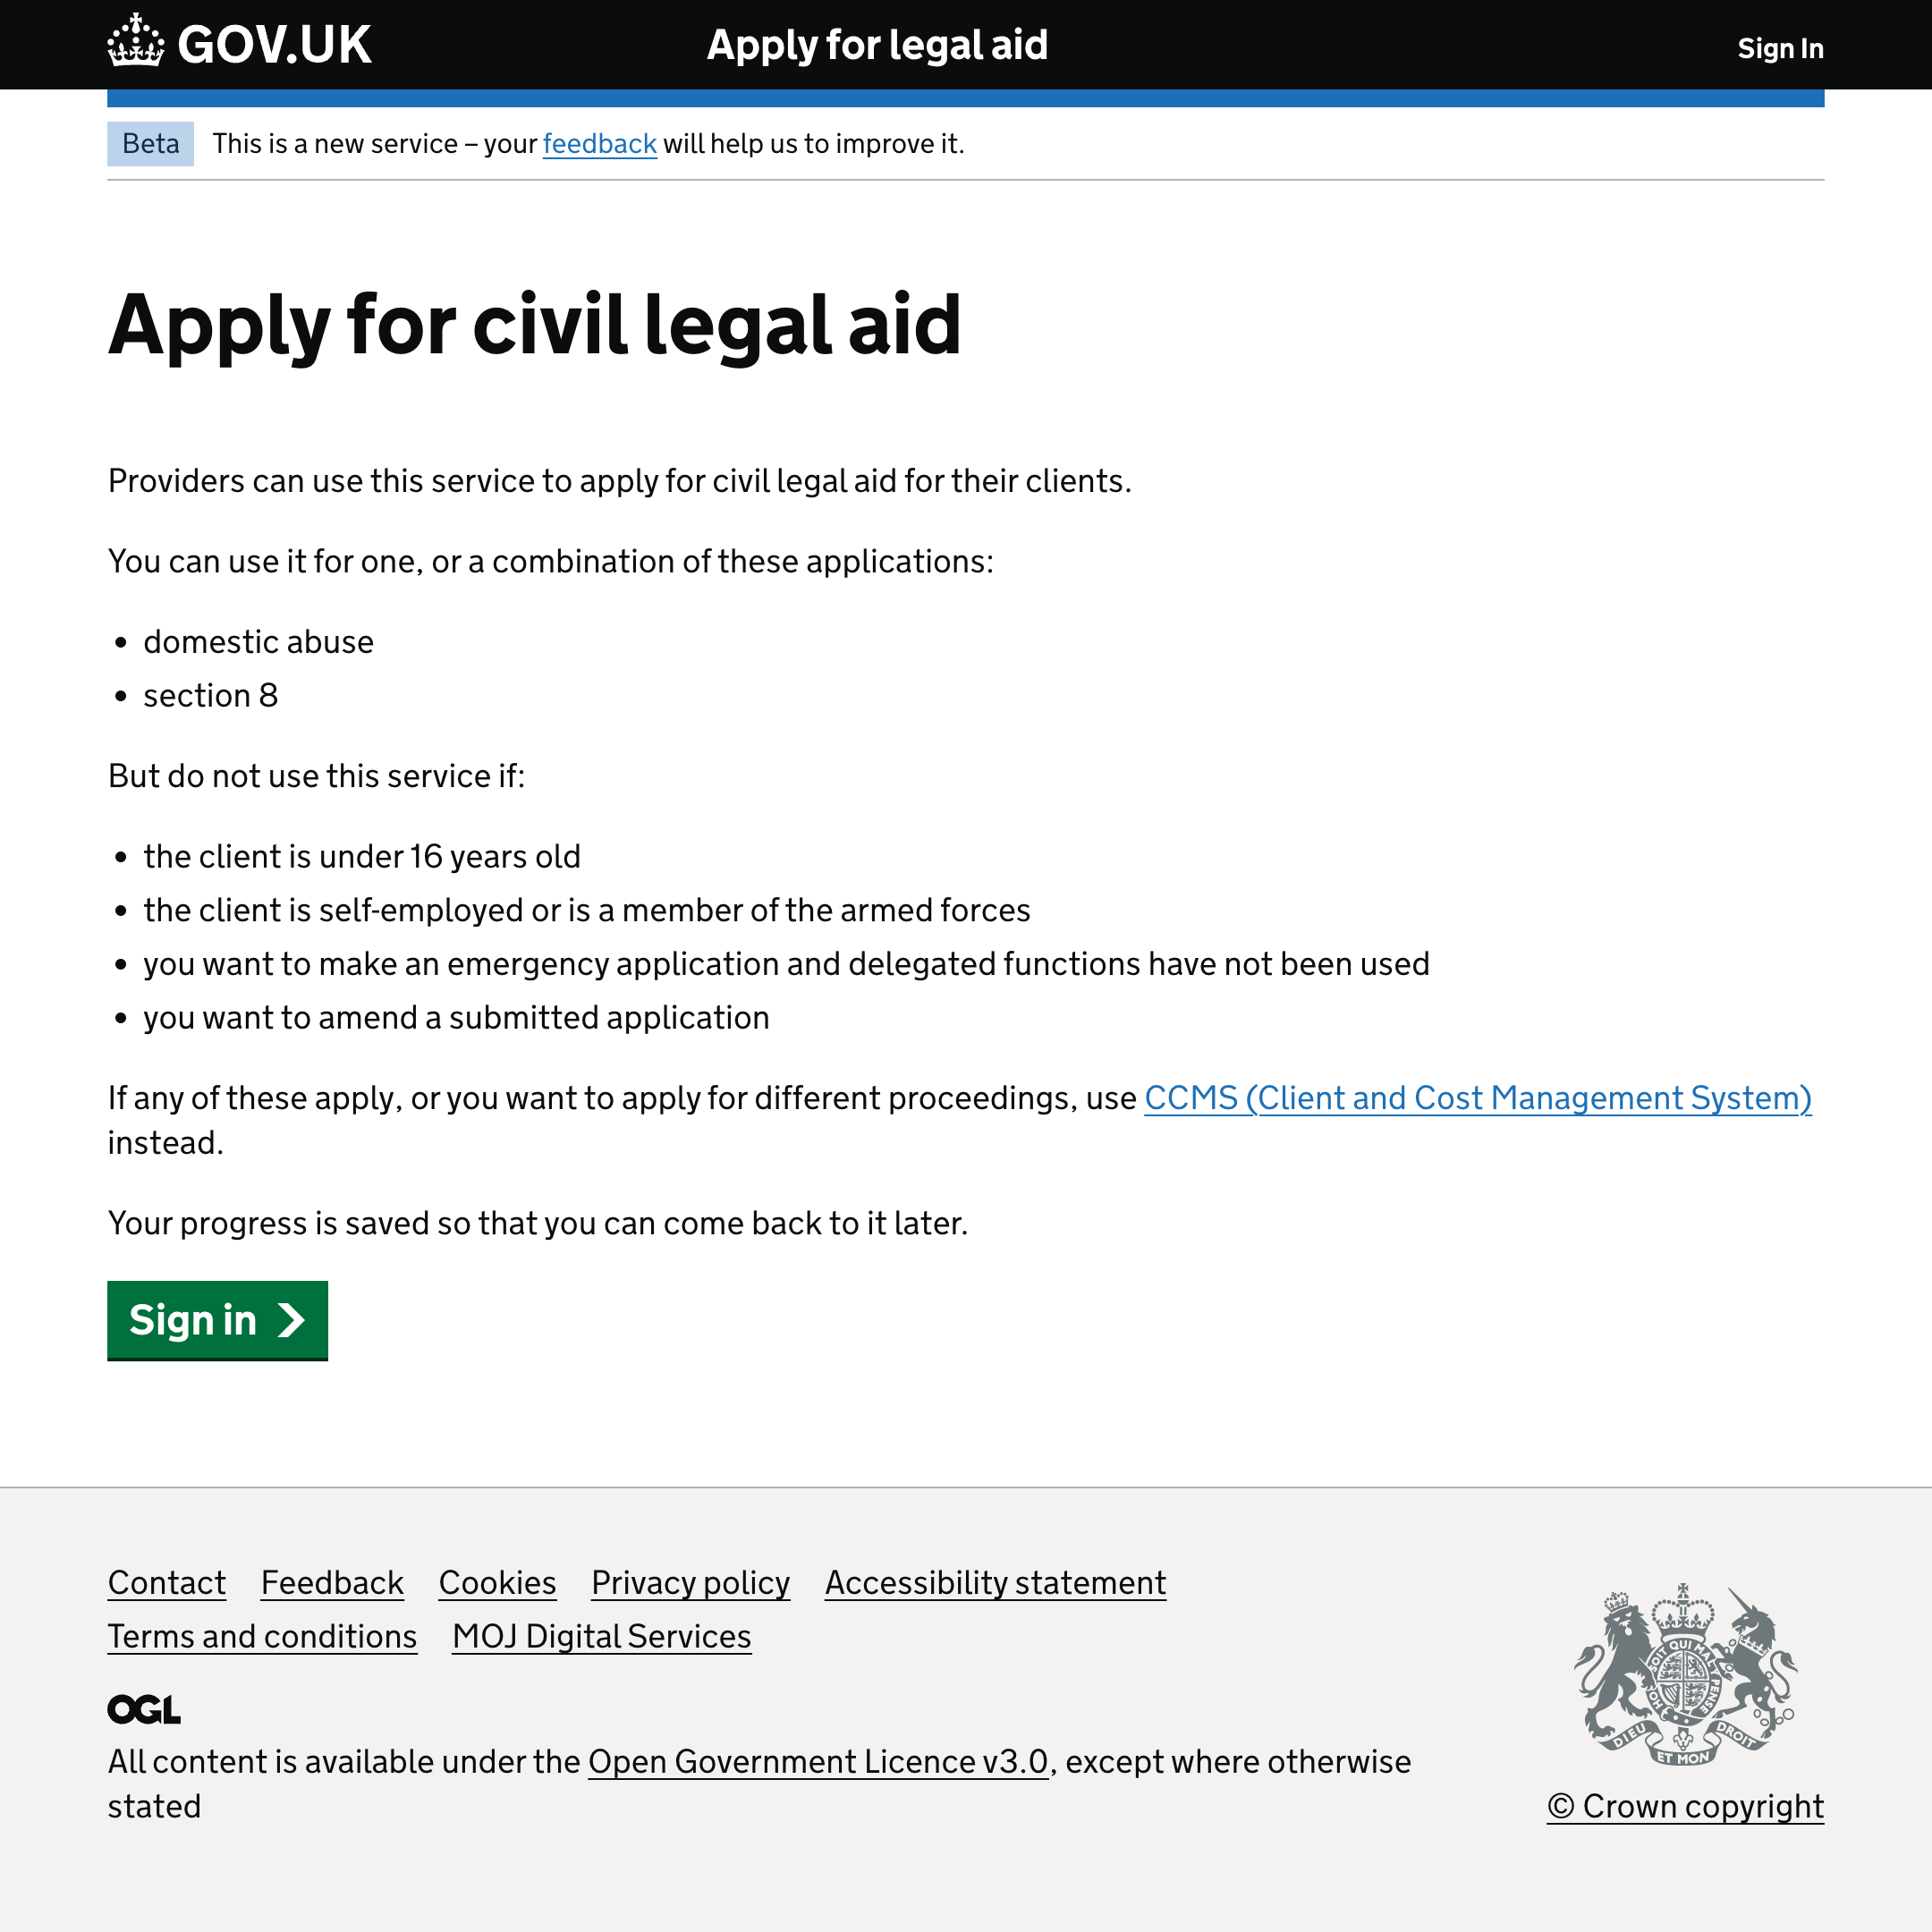 GOV.UK
Apply for legal aid
Sign In
Beta
This is a new service – your feedback will help us to improve it.
Apply for civil legal aid
Providers can use this service to apply for civil legal aid for their clients.
You can use it for one, or a combination of these applications:
• domestic abuse
• section 8
But do not use this service if:
• the client is under 16 years old
• the client is self-employed or is a member of the armed forces
• you want to make an emergency application and delegated functions have not been used
• you want to amend a submitted application
If any of these apply, or you want to apply for different proceedings, use CCMS (Client and Cost Management System)
instead.
Your progress is saved so that you can come back to it later.
Sign in
Contact Feedback Cookies Privacy policy Accessibility statement
Terms and conditions MOJ Digital Services
OGL
All content is available under the Open Government Licence v3.0, except where otherwise
stated
SOIT QUI MAL
PENSE
DIEU ET MON DROIT
© Crown copyright